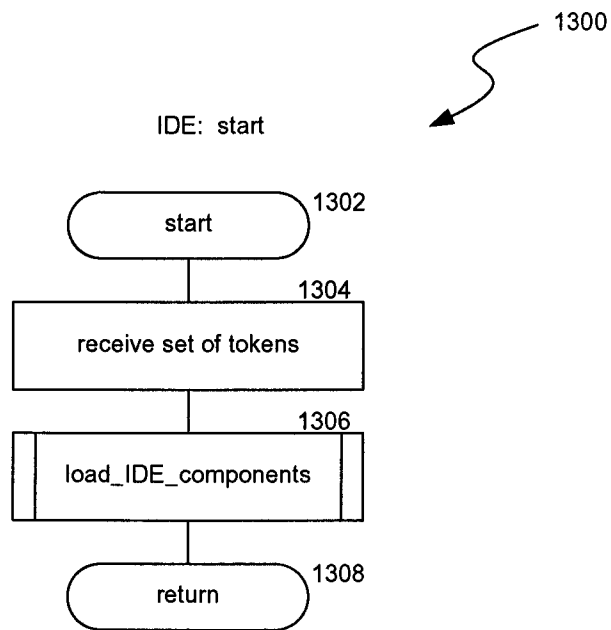 1300
IDE: start
1302
start
1304
receive set of tokens
1306
load_IDE_components
1308
return